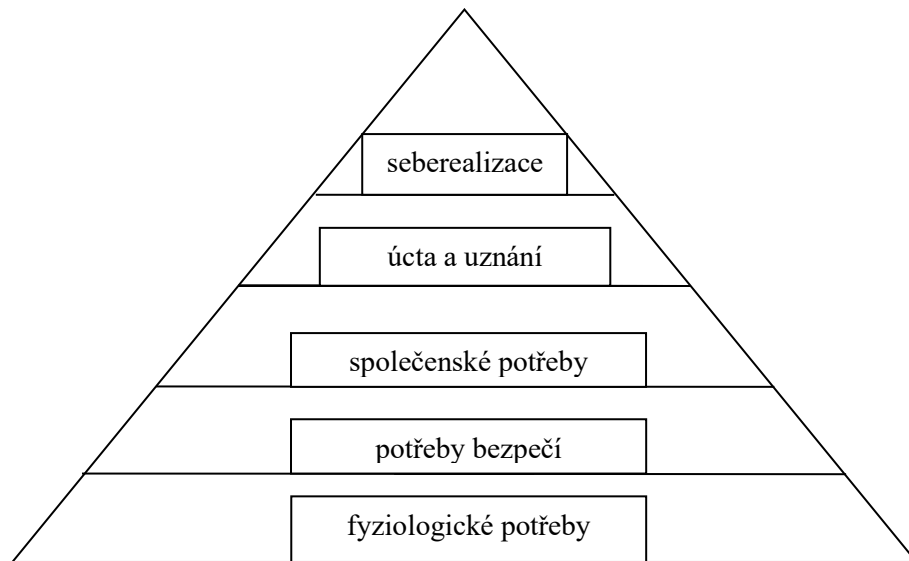 seberealizace
úcta a uznání
společenské potřeby
potřeby bezpečí
fyziologické potřeby